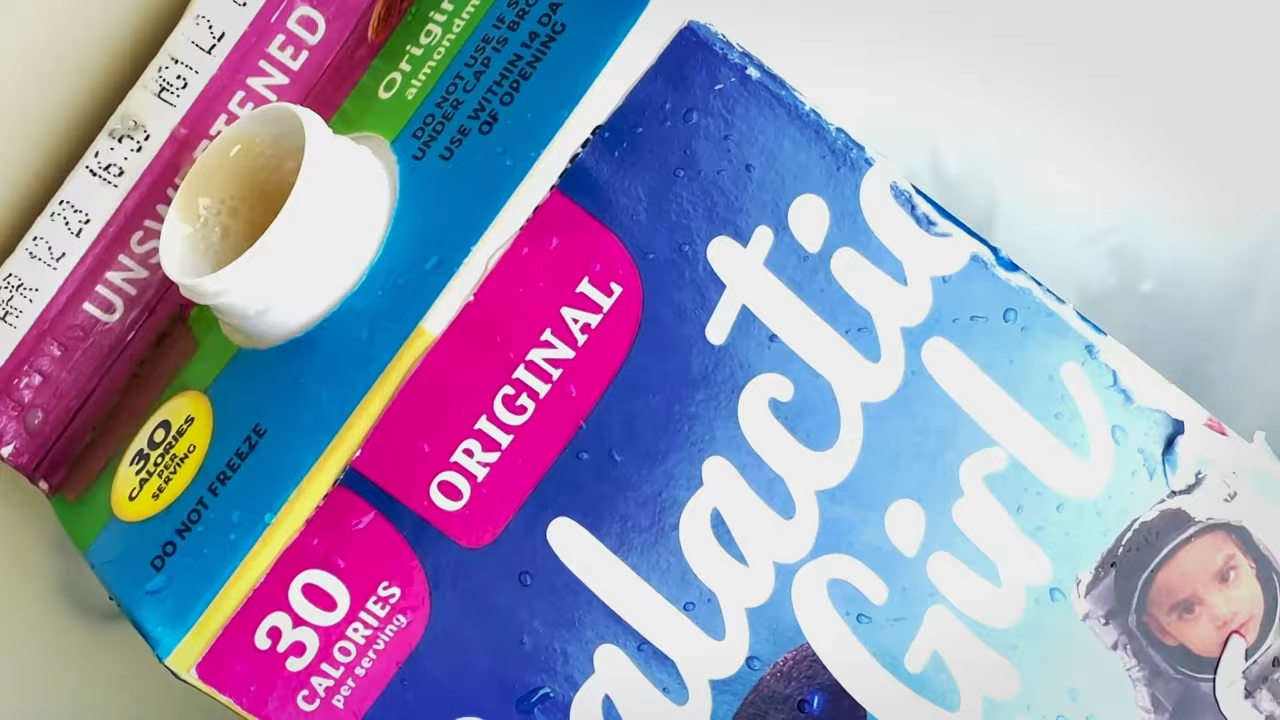 UNSWEETENED
Origin
almondm
DO NOT USE IF S
UNDER CAP IS BRO
USE WITHIN 14 DA
OF OPENING
30
CALORIES
PER
SERVING
DO NOT FREEZE
ORIGINAL
30
CALORIES
per serving
alactic
Girl